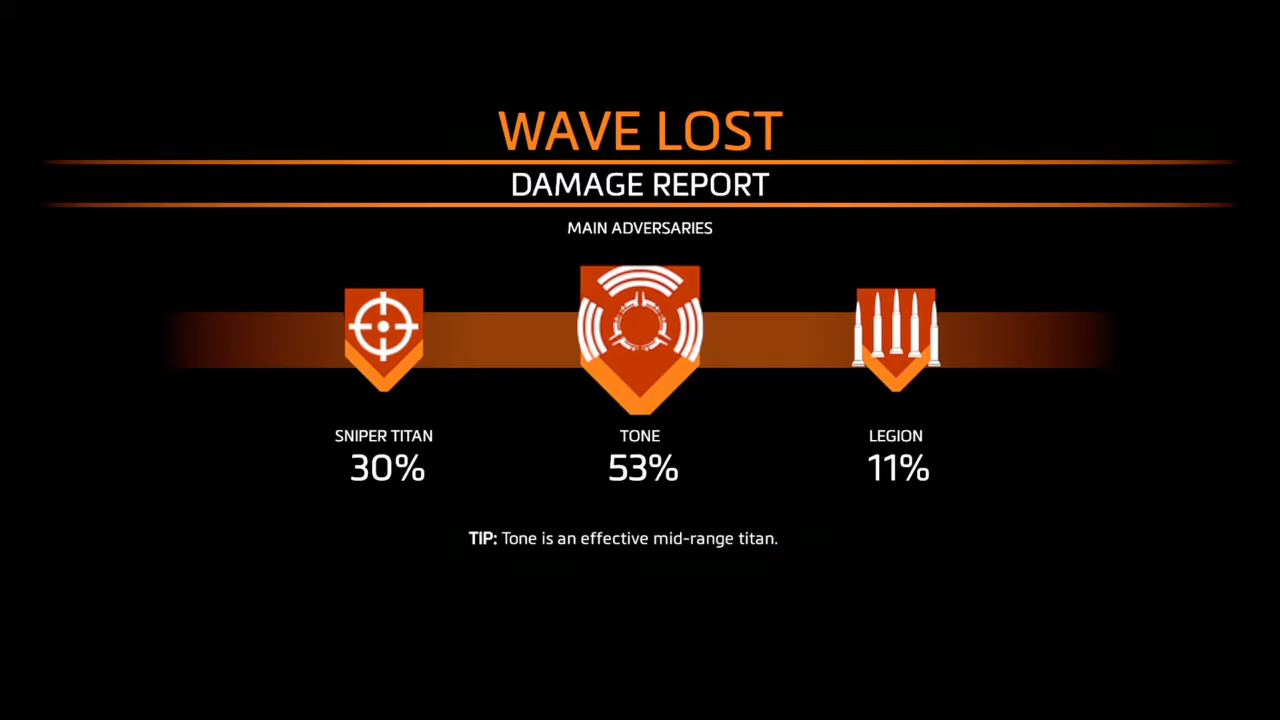 WAVE LOST
DAMAGE REPORT
MAIN ADVERSARIES
SNIPER TITAN
TONE
LEGION
30%
53%
11%
TIP: Tone is an effective mid-range titan.